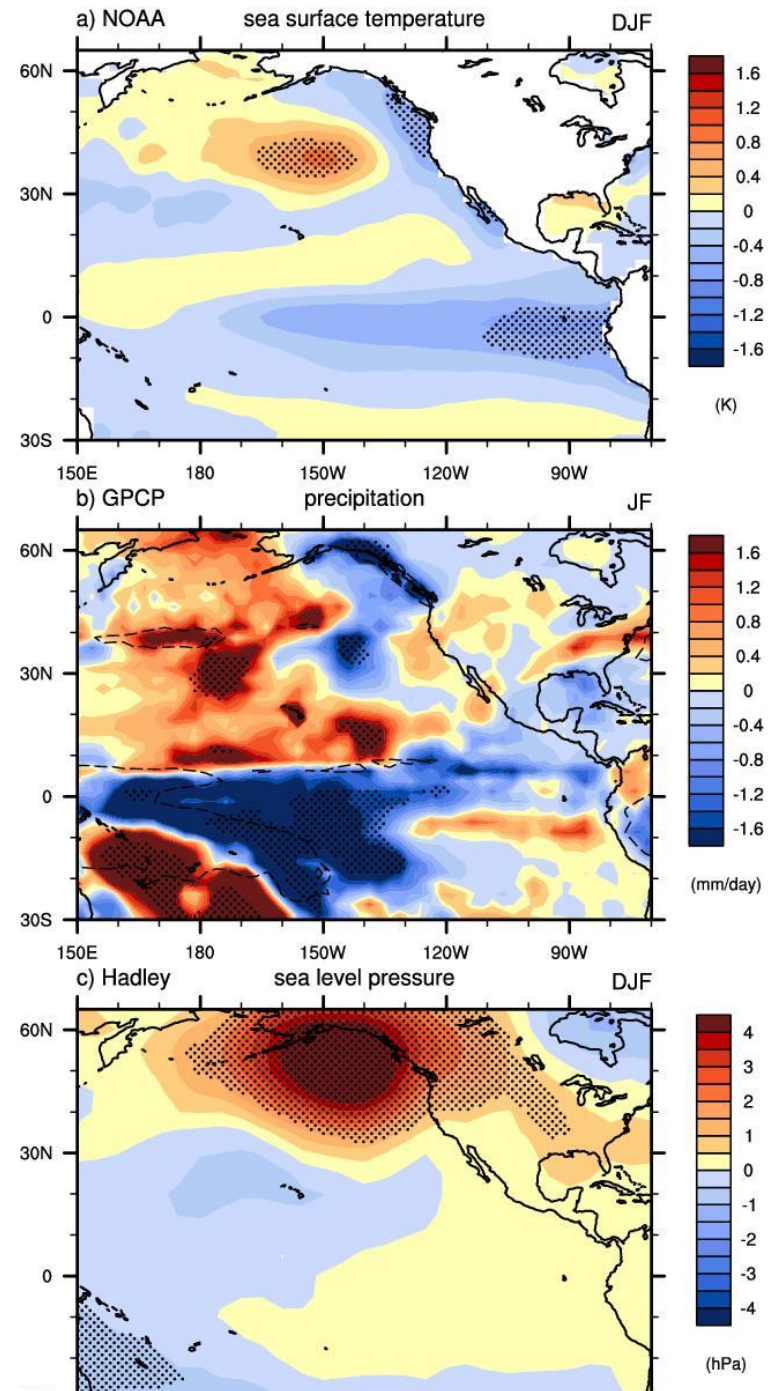 a) NOAA sea surface temperature DJF
60N
30N
0
30S
150E 180 150W 120W 90W
1.6
1.2
0.8
0.4
0
-0.4
-0.8
-1.2
-1.6
(K)
b) GPCP precipitation JF
60N
30N
0
30S
150E 180 150W 120W 90W
1.6
1.2
0.8
0.4
0
-0.4
-0.8
-1.2
-1.6
(mm/day)
c) Hadley sea level pressure DJF
60N
30N
0
4
3
2
1
0
-1
-2
-3
-4
(hPa)